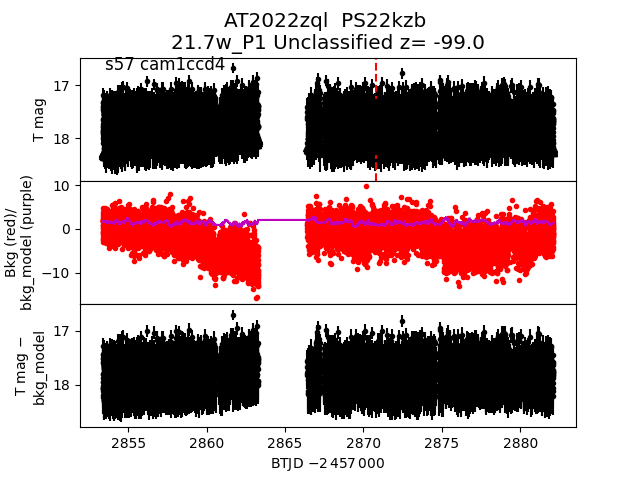 AT2022zql  PS22kzb
21.7w_P1 Unclassified z= -99.0
s57 cam1ccd4
17
18
T mag
10
0
−10
Bkg (red)/
bkg_model (purple)
17
18
T mag −
bkg_model
2855
2860
2865
2870
2875
2880
BTJD −2 457 000